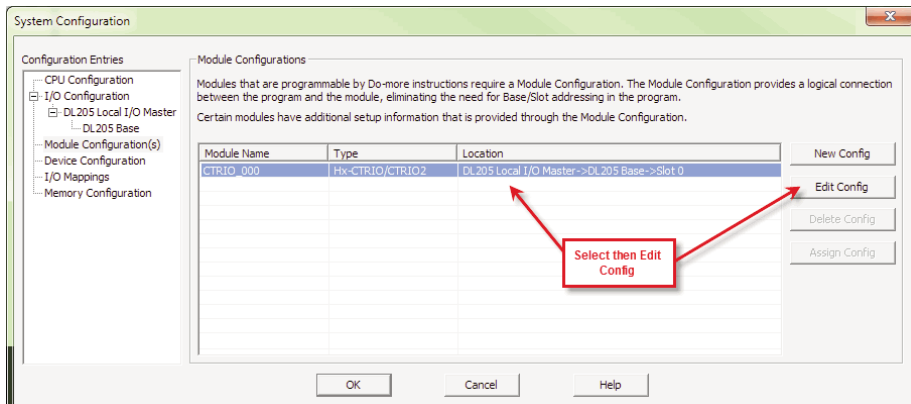 System Configuration
Configuration Entries
CPU Configuration
I/O Configuration
DL205 Local I/O Master
DL205 Base
Module Configuration(s)
Device Configuration
I/O Mappings
Memory Configuration
Module Configurations
Modules that are programmable by Do-more instructions require a Module Configuration. The Module Configuration provides a logical connection
between the program and the module, eliminating the need for Base/Slot addressing in the program.
Certain modules have additional setup information that is provided through the Module Configuration.
Module Name Type Location
CTRIO_000 Hx-CTRIO/CTRIO2 DL205 Local I/O Master->DL205 Base->Slot 0
New Config
Edit Config
Delete Config
Assign Config
Select then Edit
Config
OK Cancel Help